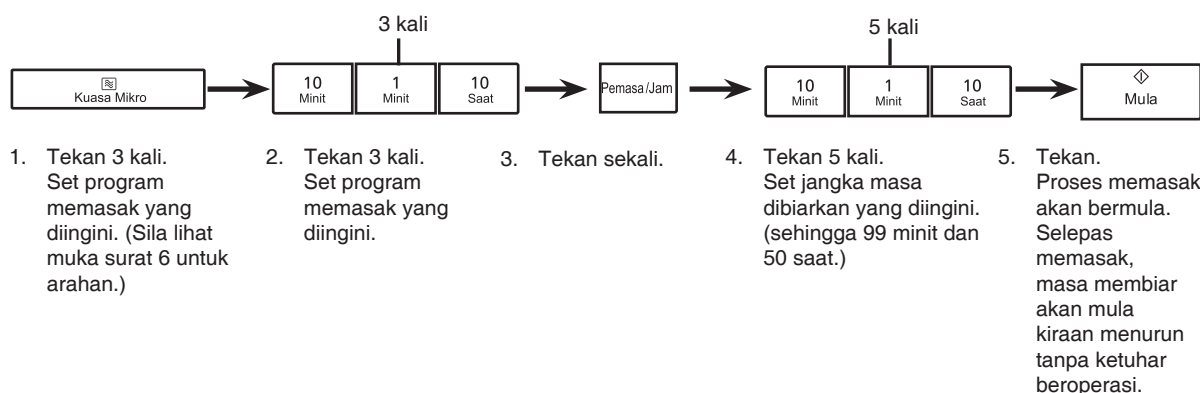 3 kali
5 kali
Kuasa Mikro
10
Minit
1
Minit
10
Saat
Pemasa/Jam
10
Minit
1
Minit
10
Saat
Mula
1. Tekan 3 kali.
Set program
memasak yang
diingini. (Sila lihat
muka surat 6 untuk
arahan.)
2. Tekan 3 kali.
Set program
memasak yang
diingini.
3. Tekan sekali.
4. Tekan 5 kali.
Set jangka masa
dibiarkan yang diingini.
(sehingga 99 minit dan
50 saat.)
5. Tekan.
Proses memasak
akan bermula.
Selepas
memasak,
masa membiar
akan mula
kiraan menurun
tanpa ketuhar
beroperasi.